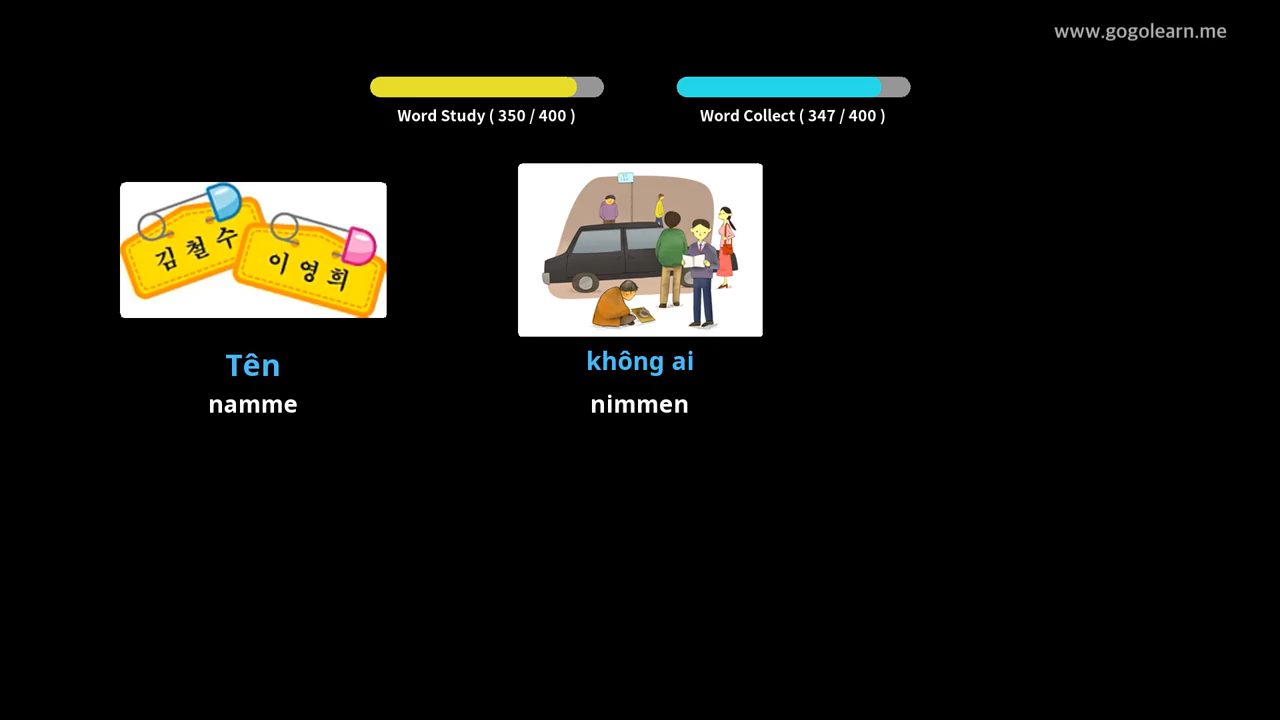 www.gogolearn.me
Word Study ( 350 / 400 )
Word Collect ( 347 / 400 )
김철수
이영희
Tên
namme
không ai
nimmen